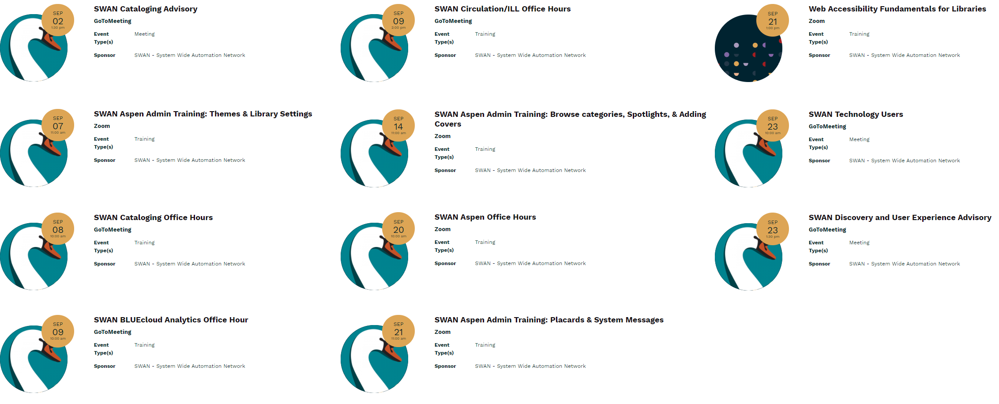 SEP
02
1:30 pm
SWAN Cataloging Advisory
GoToMeeting
Event Meeting
Type(s)
Sponsor SWAN - System Wide Automation Network
SEP
07
11:00 am
SWAN Aspen Admin Training: Themes & Library Settings
Zoom
Event Training
Type(s)
Sponsor SWAN - System Wide Automation Network
SEP
08
10:00 am
SWAN Cataloging Office Hours
GoToMeeting
Event Training
Type(s)
Sponsor SWAN - System Wide Automation Network
SEP
09
10:00 am
SWAN BLUEcloud Analytics Office Hour
GoToMeeting
Event Training
Type(s)
Sponsor SWAN - System Wide Automation Network
SEP
09
2:00 pm
SWAN Circulation/ILL Office Hours
GoToMeeting
Event Training
Type(s)
Sponsor SWAN - System Wide Automation Network
SEP
14
11:00 am
SWAN Aspen Admin Training: Browse categories, Spotlights, & Adding
Covers
Zoom
Event Training
Type(s)
Sponsor SWAN - System Wide Automation Network
SEP
20
10:00 am
SWAN Aspen Office Hours
Zoom
Event Training
Type(s)
Sponsor SWAN - System Wide Automation Network
SEP
21
11:00 am
SWAN Aspen Admin Training: Placards & System Messages
Zoom
Event Training
Type(s)
Sponsor SWAN - System Wide Automation Network
SEP
21
1:00 pm
Web Accessibility Fundamentals for Libraries
Zoom
Event Training
Type(s)
Sponsor SWAN - System Wide Automation Network
SEP
23
10:00 am
SWAN Technology Users
GoToMeeting
Event Meeting
Type(s)
Sponsor SWAN - System Wide Automation Network
SEP
23
1:30 pm
SWAN Discovery and User Experience Advisory
GoToMeeting
Event Meeting
Type(s)
Sponsor SWAN - System Wide Automation Network